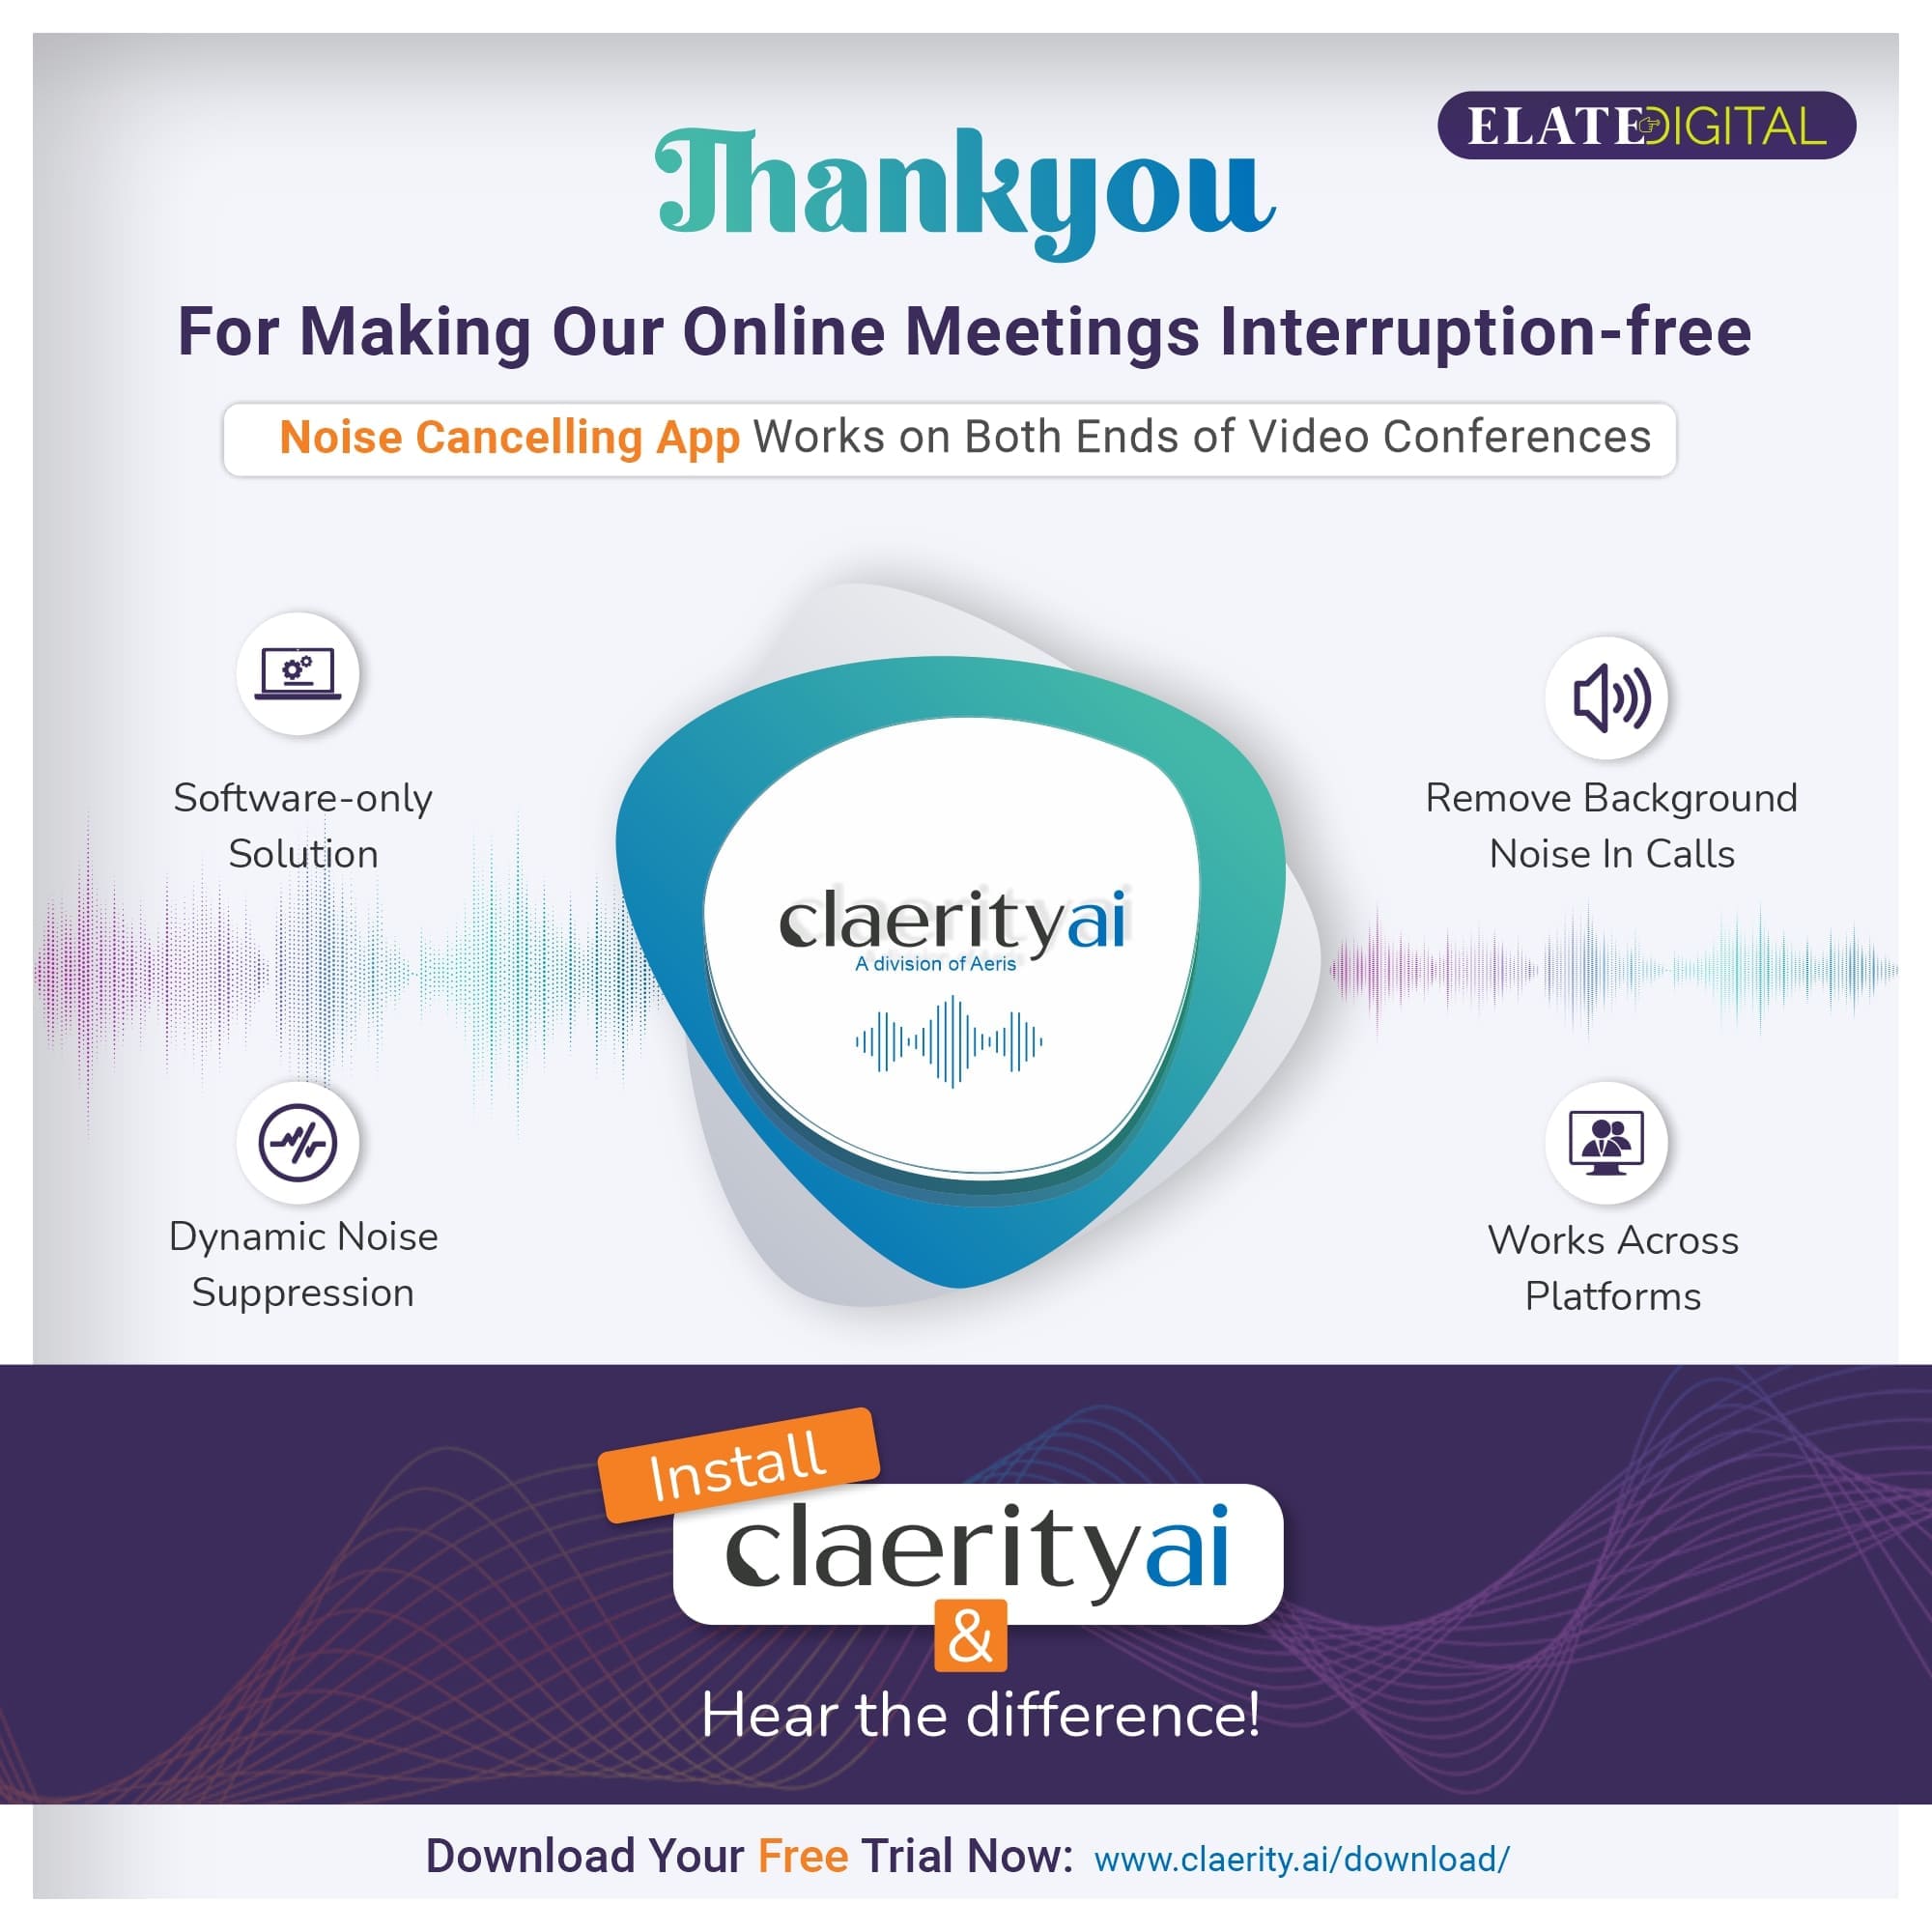 ELATEDIGITAL
Thankyou
For Making Our Online Meetings Interruption-free
Noise Cancelling App Works on Both Ends of Video Conferences
Software-only
Solution
Remove Background
Noise In Calls
claerityai
A division of Aeris
Dynamic Noise
Suppression
Works Across
Platforms
Install
claerityai
&
Hear the difference!
Download Your Free Trial Now: www.claerity.ai/download/